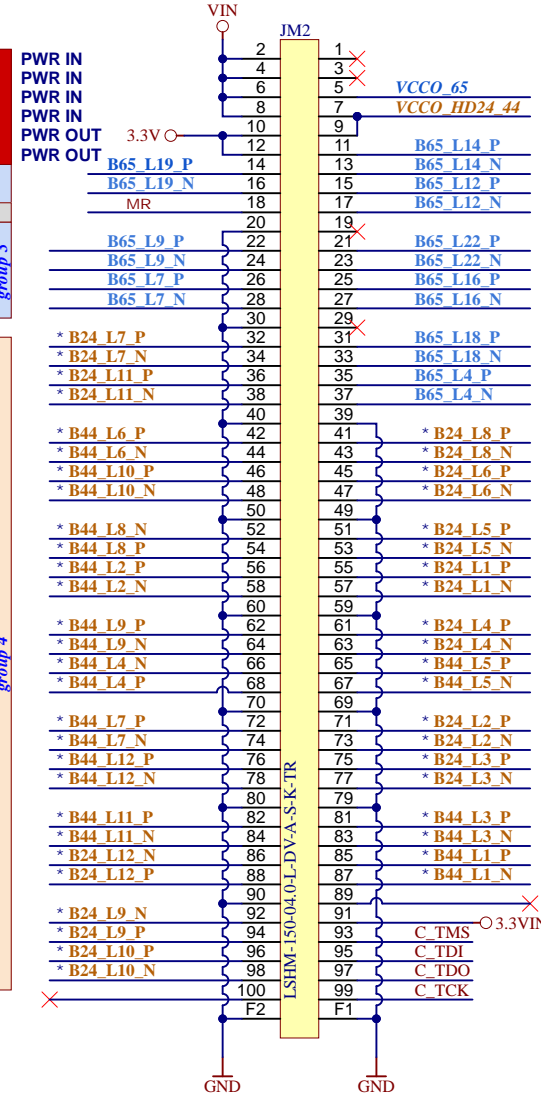 VIN
JM2
PWR IN 2 1
PWR IN 4 3
PWR IN 6 5 VCCO_65
PWR IN 8 7 VCCO_HD24_44
PWR OUT 3.3V 10 9
PWR OUT 12 11 B65_L14_P
B65_L19_P 14 13 B65_L14_N
B65_L19_N 16 15 B65_L12_P
MR 18 17 B65_L12_N
20 19
B65_L9_P 22 21 B65_L22_P
B65_L9_N 24 23 B65_L22_N
B65_L7_P 26 25 B65_L16_P
B65_L7_N 28 27 B65_L16_N
30 29
* B24_L7_P 32 31 B65_L18_P
* B24_L7_N 34 33 B65_L18_N
* B24_L11_P 36 35 B65_L4_P
* B24_L11_N 38 37 B65_L4_N
40 39
* B44_L6_P 42 41 * B24_L8_P
* B44_L6_N 44 43 * B24_L8_N
* B44_L10_P 46 45 * B24_L6_P
* B44_L10_N 48 47 * B24_L6_N
50 49
* B44_L8_N 52 51 * B24_L5_P
* B44_L8_P 54 53 * B24_L5_N
* B44_L2_P 56 55 * B24_L1_P
* B44_L2_N 58 57 * B24_L1_N
60 59
* B44_L9_P 62 61 * B24_L4_P
* B44_L9_N 64 63 * B24_L4_N
* B44_L4_N 66 65 * B44_L5_P
* B44_L4_P 68 67 * B44_L5_N
70 69
* B44_L7_P 72 71 * B24_L2_P
* B44_L7_N 74 73 * B24_L2_N
* B44_L12_P 76 75 * B24_L3_P
* B44_L12_N 78 77 * B24_L3_N
80 79
* B44_L11_P 82 81 * B44_L3_P
* B44_L11_N 84 83 * B44_L3_N
* B24_L12_N 86 85 * B44_L1_P
* B24_L12_P 88 87 * B44_L1_N
90 89
* B24_L9_N 92 91 3.3VIN
* B24_L9_P 94 93 C_TMS
* B24_L10_P 96 95 C_TDI
* B24_L10_N 98 97 C_TDO
100 99 C_TCK
F2 F1
GND GND
LSHM-150-04.0-L-DV-A-S-K-TR
group 4